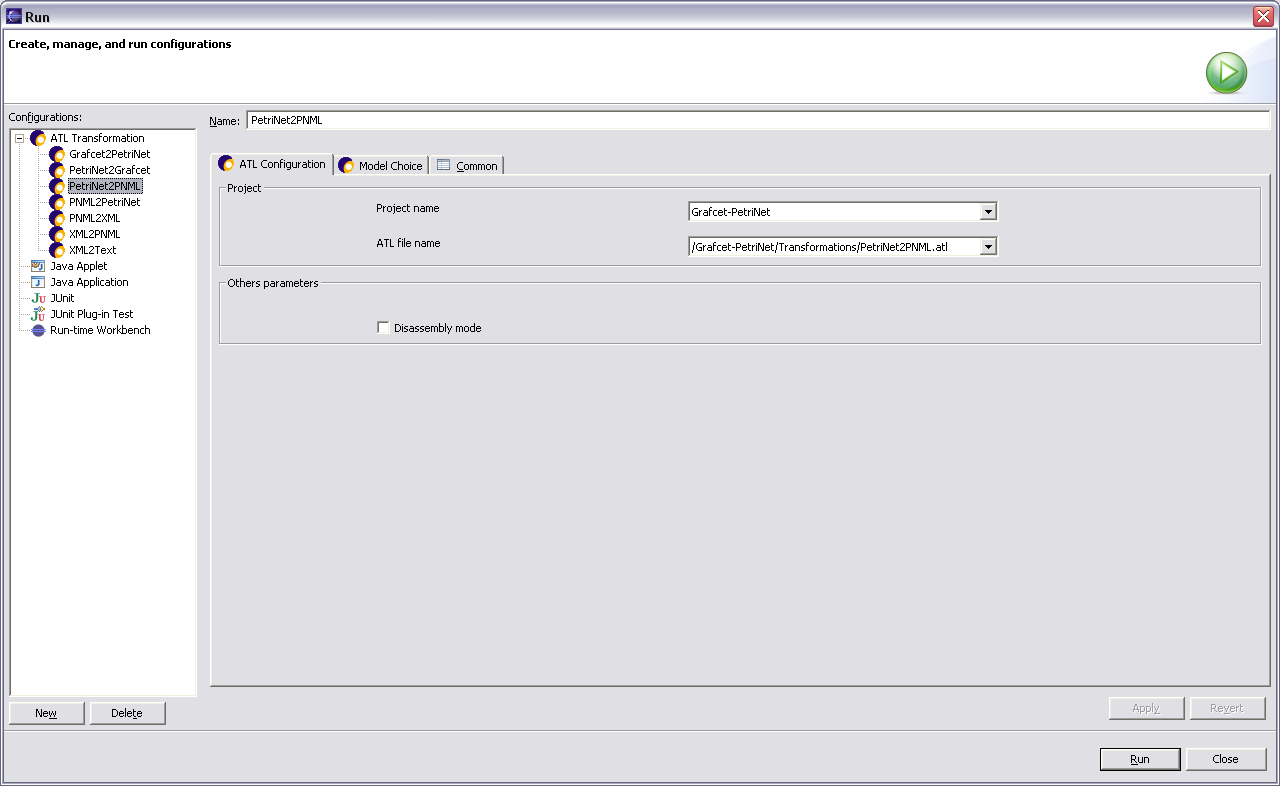 Run
Create, manage, and run configurations
Configurations:
Name: PetriNet2PNML
ATL Transformation
Grafcet2PetriNet
PetriNet2Grafcet
PetriNet2PNML
PNML2PetriNet
PNML2XML
XML2PNML
XML2Text
Java Applet
Java Application
JUnit
JUnit Plug-in Test
Run-time Workbench
ATL Configuration Model Choice Common
Project
Project name Grafcet-PetriNet
ATL file name /Grafcet-PetriNet/Transformations/PetriNet2PNML.atl
Others parameters
Disassembly mode
New Delete
Apply Revert
Run Close